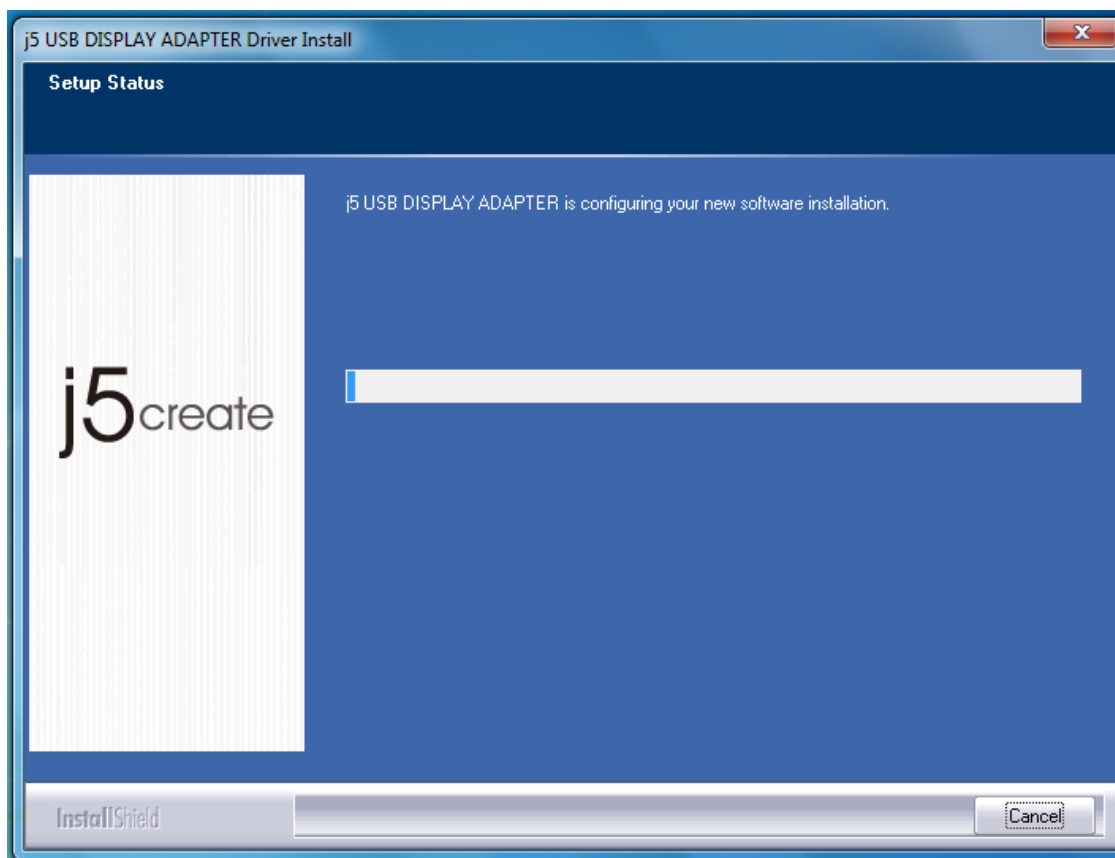 j5 USB DISPLAY ADAPTER Driver Install
Setup Status
j5 USB DISPLAY ADAPTER is configuring your new software installation.
j5create
InstallShield
Cancel